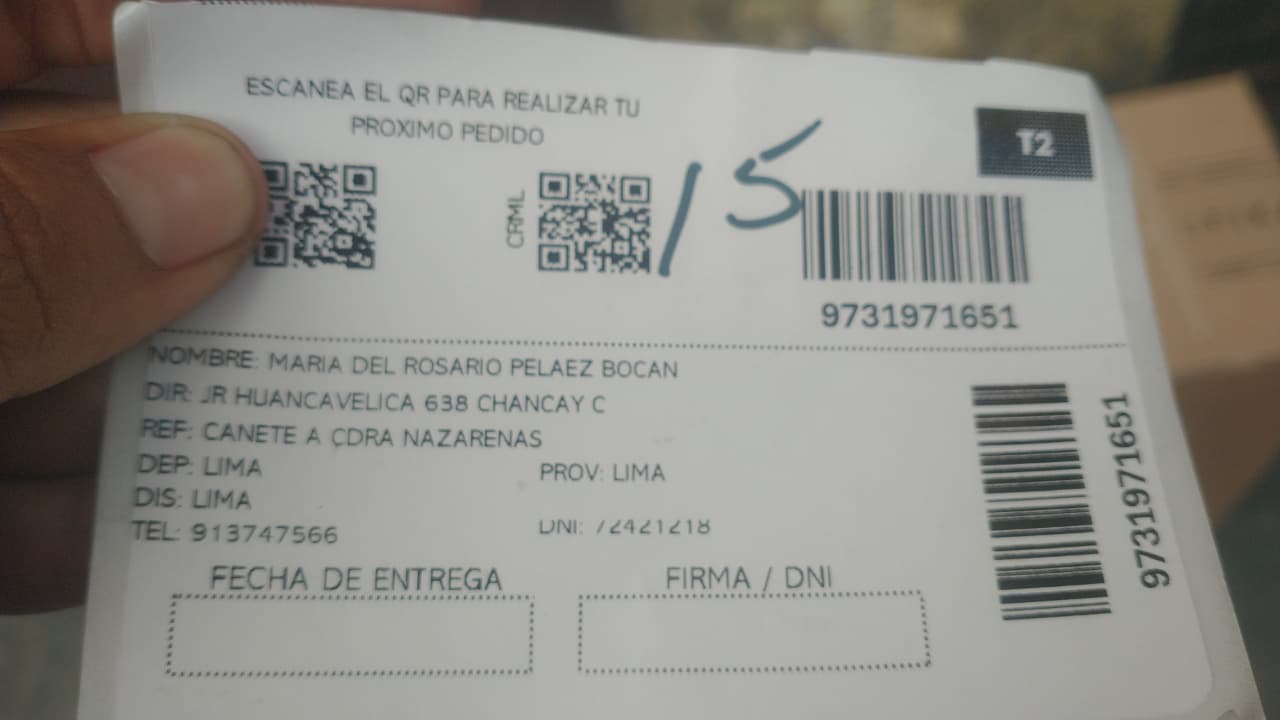 ESCANEA EL QR PARA REALIZAR TU
PROXIMO PEDIDO
T2
CRML
15
9731971651
NOMBRE: MARIA DEL ROSARIO PELAEZ BOCAN
DIR: JR HUANCAVELICA 638 CHANCAY C
REF: CANETE A CDRA NAZARENAS
DEP: LIMA
PROV: LIMA
DIS: LIMA
TEL: 913747566
DNI: 72421218
FECHA DE ENTREGA
FIRMA / DNI
9731971651